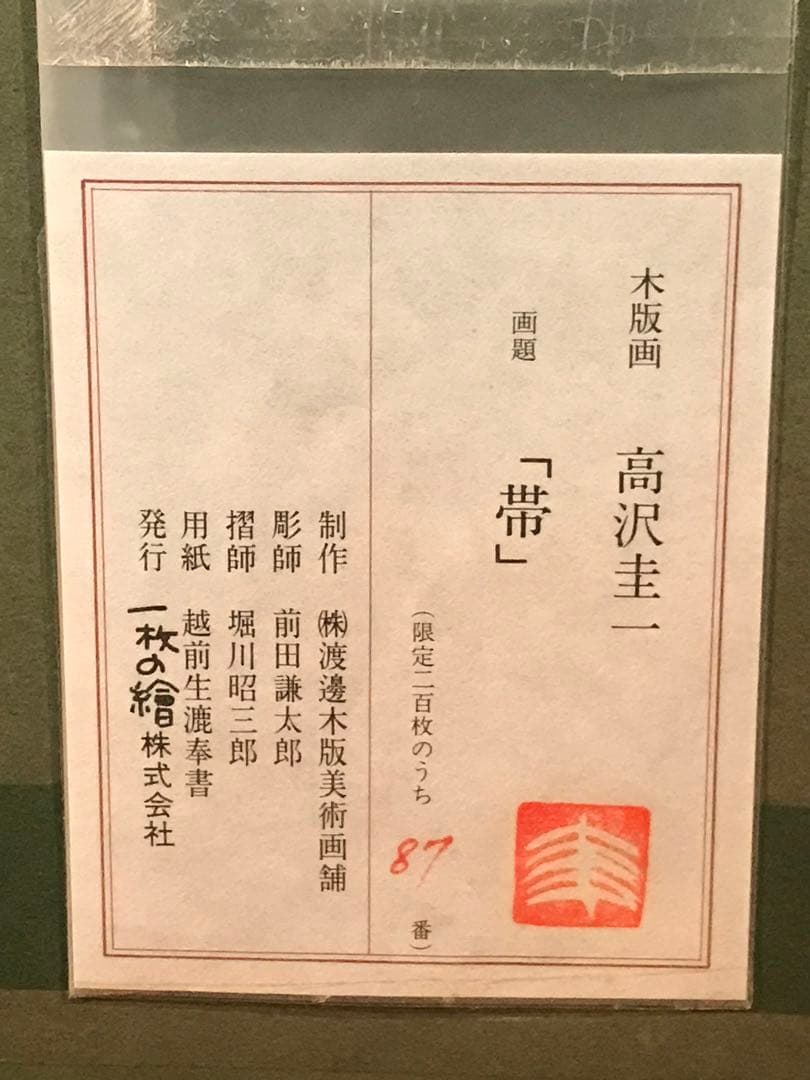 木版画 高沢圭一
画題 「帯」
(限定二百枚のうち 87 番)
制作 ㈱渡邊木版美術画舗
彫師 前田謙太郎
摺師 堀川昭三郎
用紙 越前生漉奉書
発行 一枚の繪株式会社